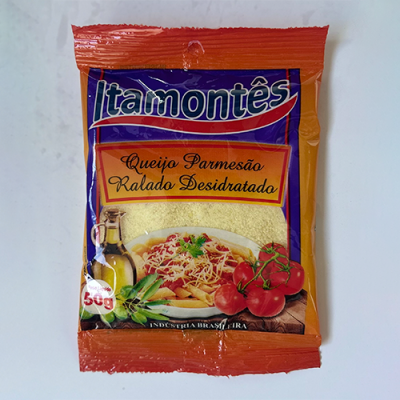 Itamontês
Queijo Parmesão
Ralado Desidratado
50g
INDÚSTRIA BRASILEIRA